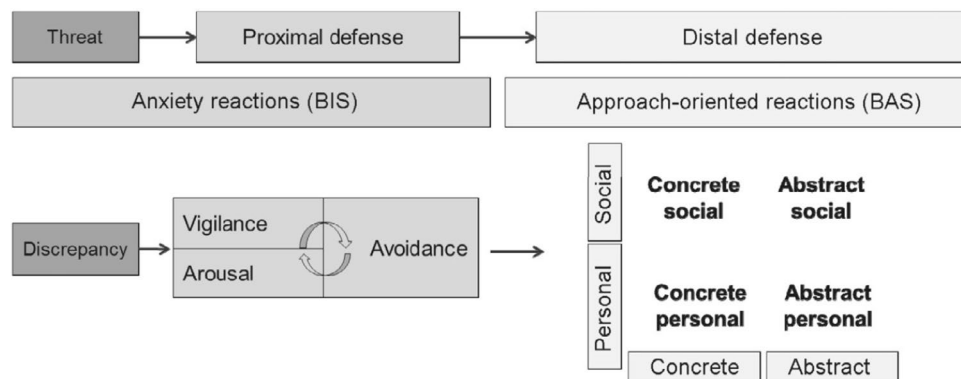 Threat
Proximal defense
Distal defense
Anxiety reactions (BIS)
Approach-oriented reactions (BAS)
Discrepancy
Vigilance
Arousal
Avoidance
Social
Concrete
social
Abstract
social
Personal
Concrete
personal
Abstract
personal
Concrete
Abstract